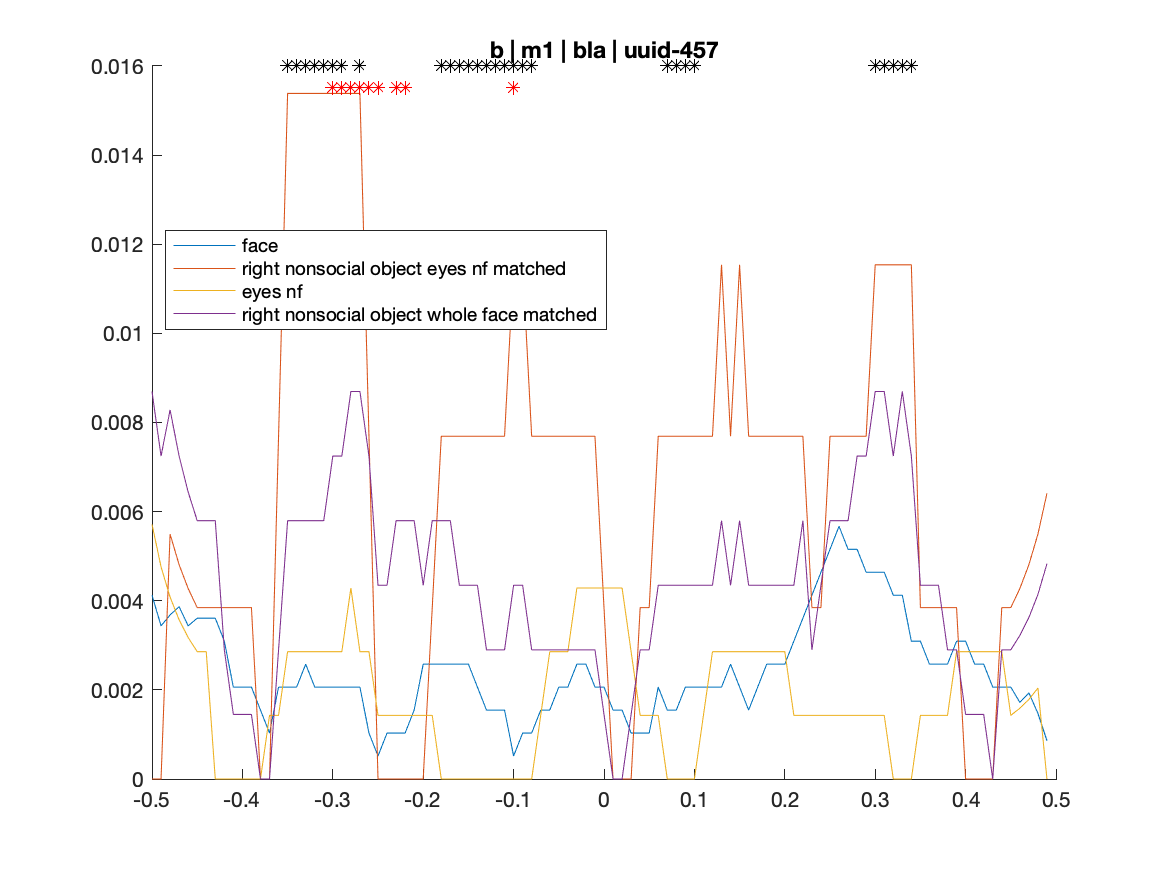 b | m1 | bla | uuid-457
0.016
0.014
0.012
0.01
0.008
0.006
0.004
0.002
0
face
right nonsocial object eyes nf matched
eyes nf
right nonsocial object whole face matched
-0.5 -0.4 -0.3 -0.2 -0.1 0 0.1 0.2 0.3 0.4 0.5